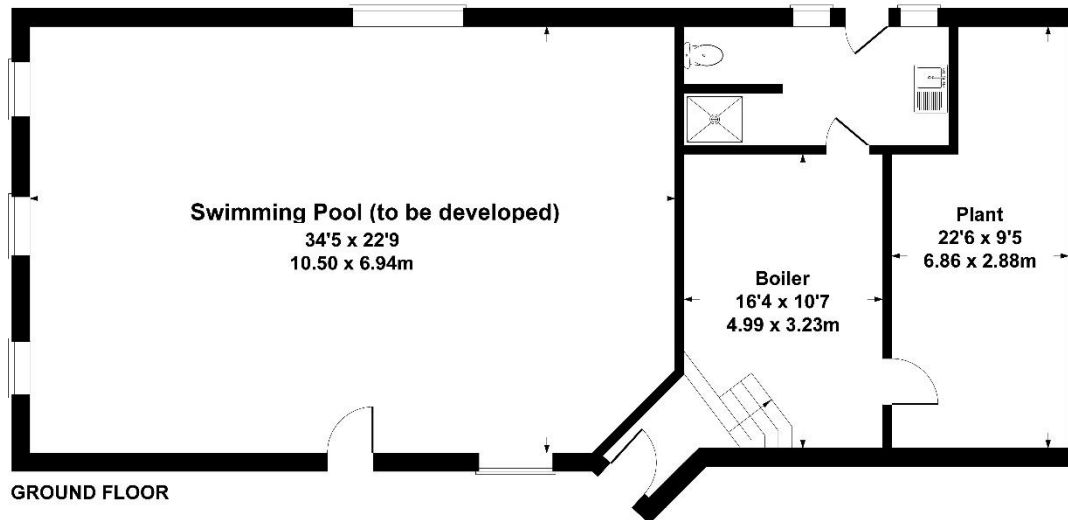 Swimming Pool (to be developed)
34'5 x 22'9
10.50 x 6.94m
Boiler
16'4 x 10'7
4.99 x 3.23m
Plant
22'6 x 9'5
6.86 x 2.88m
GROUND FLOOR